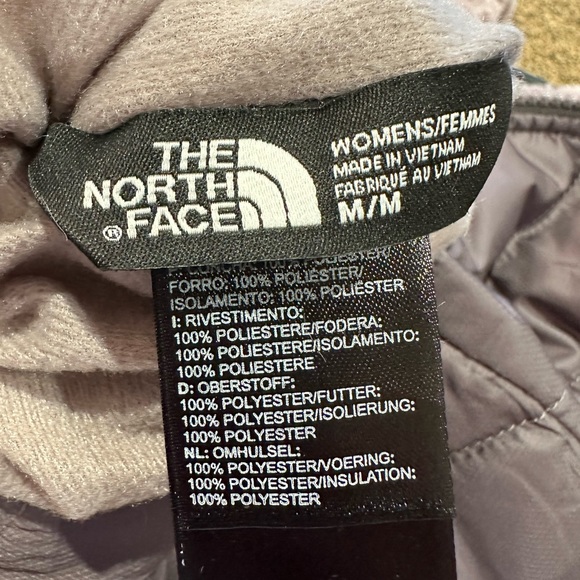 THE
NORTH
FACE®
WOMENS/FEMMES
MADE IN VIETNAM
FABRIQUÉ AU VIETNAM
M/M
100% POLIESTER/
FORRO: 100% POLIÉSTER/
ISOLAMENTO: 100% POLIÉSTER
I: RIVESTIMENTO:
100% POLIESTERE/FODERA:
100% POLIESTERE/ISOLAMENTO:
100% POLIESTERE
D: OBERSTOFF:
100% POLYESTER/FUTTER:
100% POLYESTER/ISOLIERUNG:
100% POLYESTER
NL: OMHULSEL:
100% POLYESTER/VOERING:
100% POLYESTER/INSULATION:
100% POLYESTER